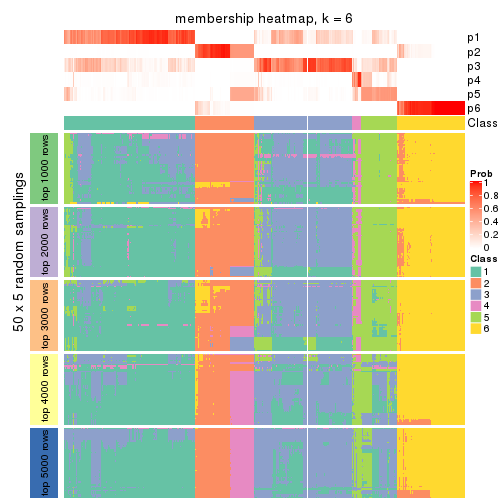 membership heatmap, k = 6
p1
p2
p3
p4
p5
p6
Class
50 x 5 random samplings
top 1000 rows
top 2000 rows
top 3000 rows
top 4000 rows
top 5000 rows
Prob
1
0.8
0.6
0.4
0.2
0
Class
1
2
3
4
5
6